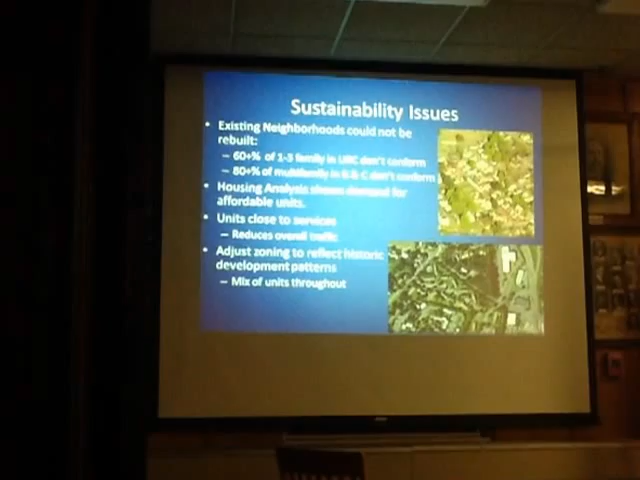 Sustainability Issues
• Existing Neighborhoods could not be
rebuilt:
– 60+% of 1-3 family in URC don't conform
– 80+% of multifamily in B & C don't conform
• Housing Analysis shows demand for
affordable units.
• Units close to services
– Reduces overall traffic
• Adjust zoning to reflect historic
development patterns
– Mix of units throughout